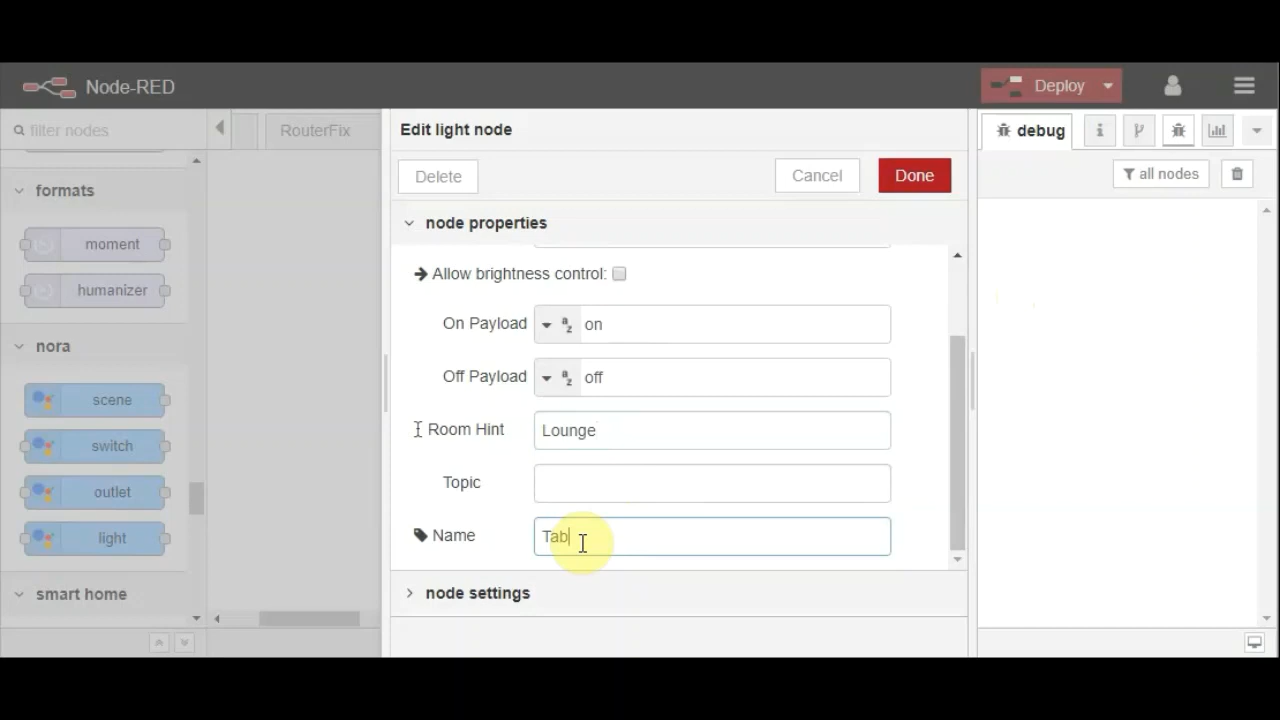 Node-RED
Deploy
filter nodes
RouterFix
Edit light node
debug
Delete
Cancel
Done
all nodes
formats
node properties
moment
Allow brightness control:
humanizer
On Payload
on
nora
Off Payload
off
scene
Room Hint
Lounge
switch
Topic
outlet
Name
Tab
light
smart home
node settings